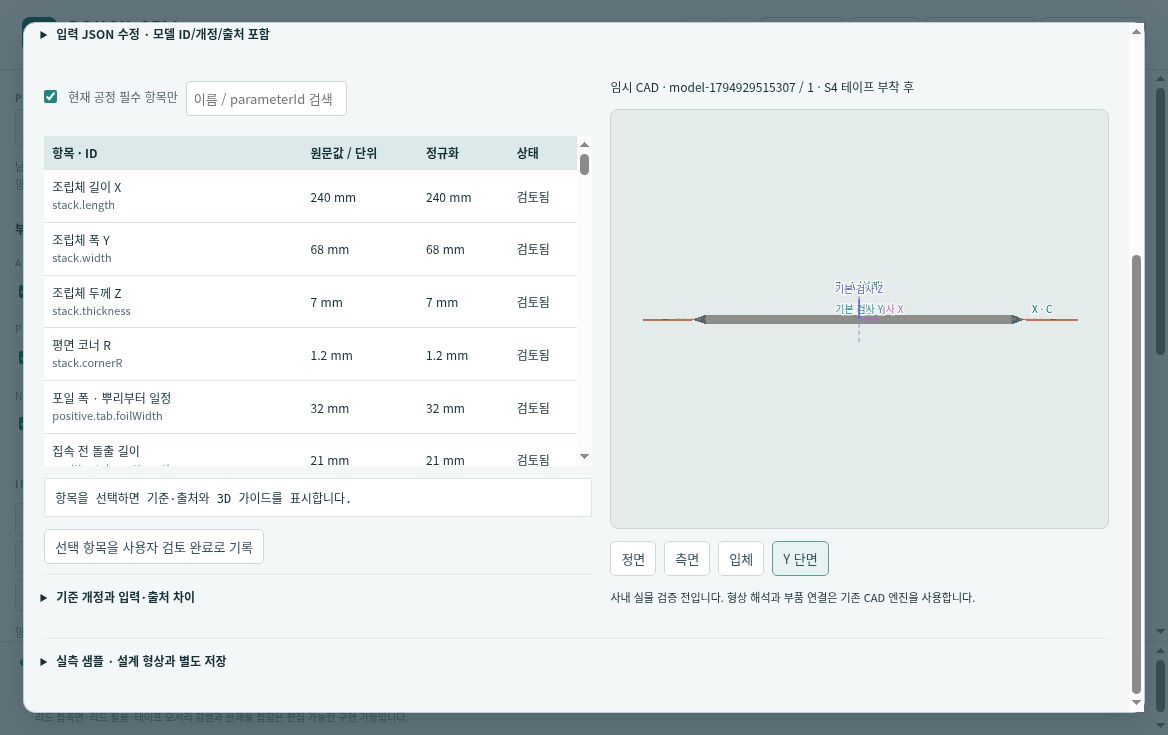 입력 JSON 수정 · 모델 ID/개정/출처 포함
현재 공정 필수 항목만
이름 / parameterId 검색
항목 · ID 원문값 / 단위 정규화 상태
조립체 길이 X
stack.length
240 mm 240 mm 검토됨
조립체 폭 Y
stack.width
68 mm 68 mm 검토됨
조립체 두께 Z
stack.thickness
7 mm 7 mm 검토됨
평면 코너 R
stack.cornerR
1.2 mm 1.2 mm 검토됨
포일 폭 · 뿌리부터 일정
positive.tab.foilWidth
32 mm 32 mm 검토됨
집속 전 돌출 길이
21 mm 21 mm 검토됨
항목을 선택하면 기준·출처와 3D 가이드를 표시합니다.
선택 항목을 사용자 검토 완료로 기록
기준 개정과 입력·출처 차이
실측 샘플 · 설계 형상과 별도 저장
임시 CAD · model-1794929515307 / 1 · S4 테이프 부착 후
기본 검사 Z
기본 검사 Y
사 X
X · C
정면 측면 입체 Y 단면
사내 실물 검증 전입니다. 형상 해석과 부품 연결은 기존 CAD 엔진을 사용합니다.